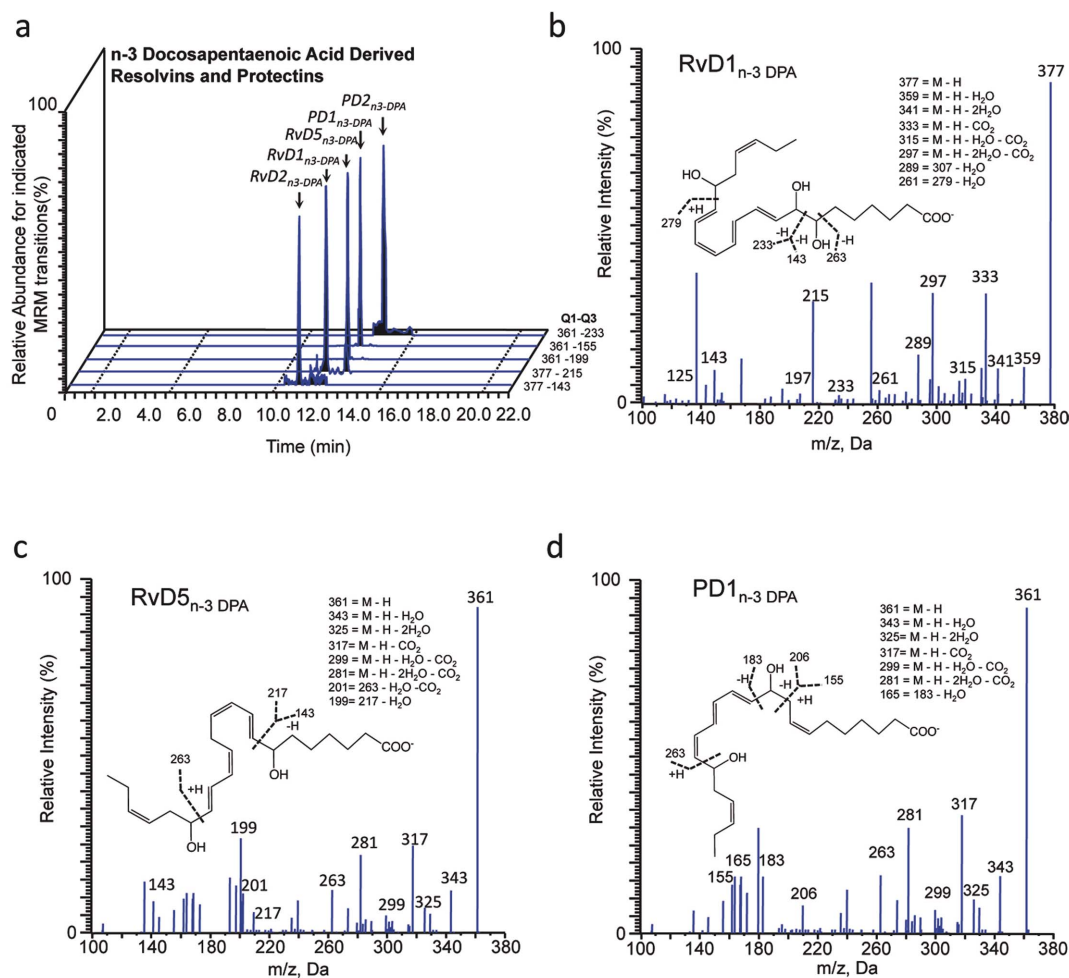 a
n-3 Docosapentaenoic Acid Derived
Resolvins and Protectins
Relative Abundance for indicated
MRM transitions(%)
100
0
PD2n3-DPA
PD1n3-DPA
RvD5n3-DPA
RvD1n3-DPA
RvD2n3-DPA
Q1-Q3
361 -233
361 -155
361 -199
377 - 215
377 -143
0 2.0 4.0 6.0 8.0 10.0 12.0 14.0 16.0 18.0 20.0 22.0
Time (min)
b
RvD1n-3 DPA
Relative Intensity (%)
100
0
377
377 = M - H
359 = M - H - H2O
341 = M - H - 2H2O
333 = M - H - CO2
315 = M - H - H2O - CO2
297 = M - H - 2H2O - CO2
289 = 307 - H2O
261 = 279 - H2O
HO
+H
279
OH
COO-
-H
-H
OH
-H
233
143
263
125 143 197 215 233 261 289 297 315 333 341 359
100 140 180 220 260 300 340 380
m/z, Da
c
RvD5n-3 DPA
Relative Intensity (%)
100
0
361
361 = M - H
343 = M - H - H2O
325 = M - H - 2H2O
317= M - H - CO2
299 = M - H - H2O - CO2
281 = M - H - 2H2O - CO2
201 = 263 - H2O - CO2
199= 217 - H2O
217
143
-H
COO-
OH
263
+H
OH
143 199 201 217 263 281 299 317 325 343
100 140 180 220 260 300 340 380
m/z, Da
d
PD1n-3 DPA
Relative Intensity (%)
100
0
361
361 = M - H
343 = M - H - H2O
325= M - H - 2H2O
317= M - H - CO2
299 = M - H - H2O - CO2
281 = M - H - 2H2O - CO2
165 = 183 - H2O
183
-H
OH
206
-H
155
+H
COO-
263
+H
OH
155 165 183 206 263 281 299 317 325 343
100 140 180 220 260 300 340 380
m/z, Da